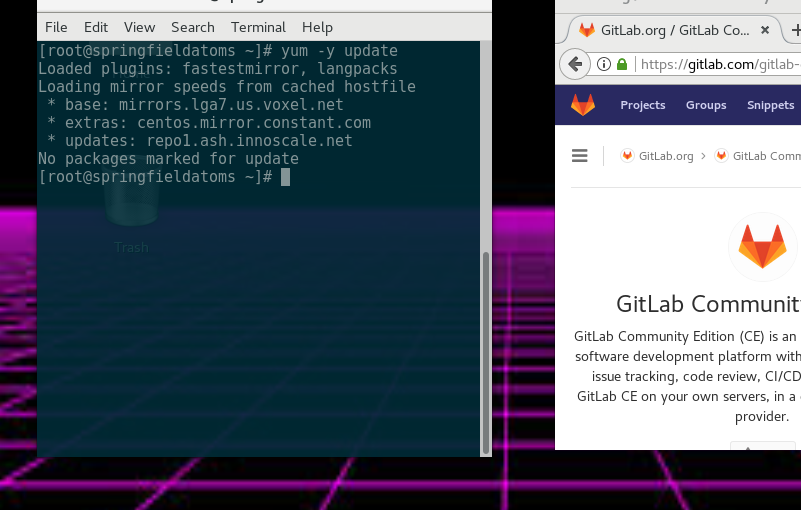 File Edit View Search Terminal Help
[root@springfieldatoms ~]# yum -y update
Loaded plugins: fastestmirror, langpacks
Loading mirror speeds from cached hostfile
* base: mirrors.lga7.us.voxel.net
* extras: centos.mirror.constant.com
* updates: repo1.ash.innoscale.net
No packages marked for update
[root@springfieldatoms ~]#
Trash
GitLab.org / GitLab Co...
https://gitlab.com/gitlab-
Projects Groups Snippets
GitLab.org > GitLab Comm
GitLab Community
GitLab Community Edition (CE) is an
software development platform with
issue tracking, code review, CI/CD
GitLab CE on your own servers, in a
provider.